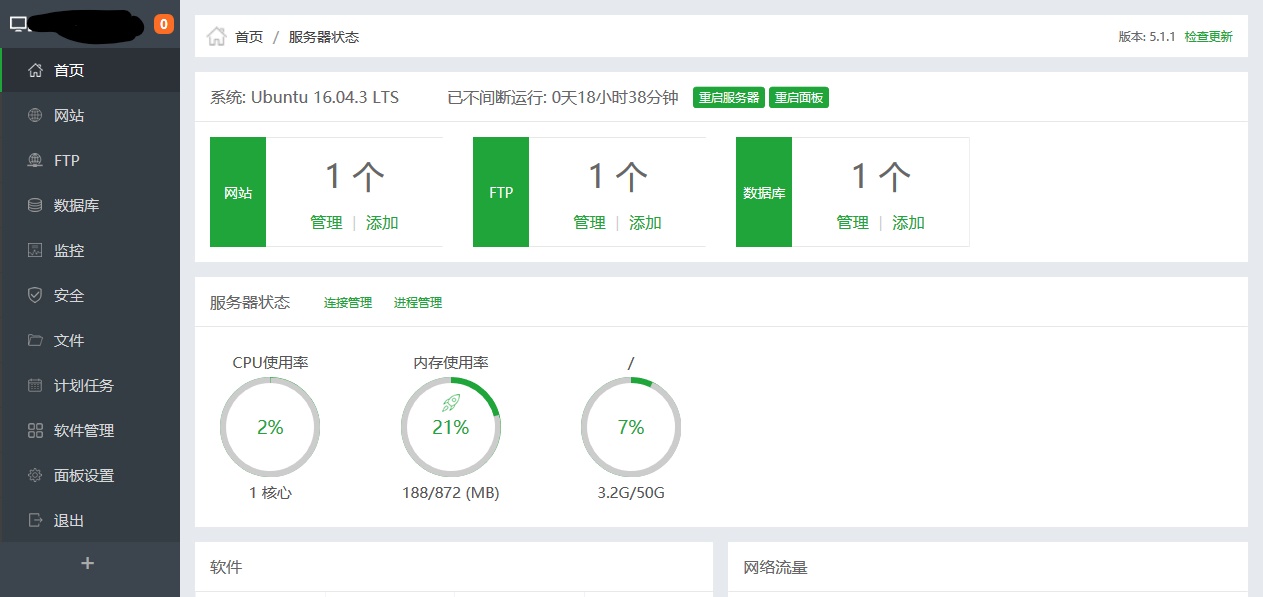 0
首页
网站
FTP
数据库
监控
安全
文件
计划任务
软件管理
面板设置
退出
+
首页 / 服务器状态
版本: 5.1.1 检查更新
系统: Ubuntu 16.04.3 LTS 已不间断运行: 0天18小时38分钟 重启服务器 重启面板
网站
1 个
管理 | 添加
FTP
1 个
管理 | 添加
数据库
1 个
管理 | 添加
服务器状态 连接管理 进程管理
CPU使用率
2%
1 核心
内存使用率
21%
188/872 (MB)
/
7%
3.2G/50G
软件
网络流量